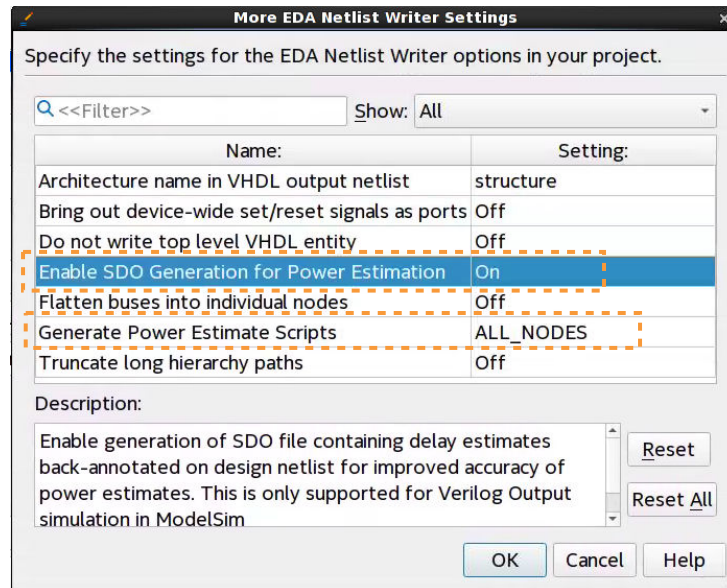 More EDA Netlist Writer Settings
Specify the settings for the EDA Netlist Writer options in your project.
<<Filter>> Show: All
Name: Setting:
Architecture name in VHDL output netlist structure
Bring out device-wide set/reset signals as ports Off
Do not write top level VHDL entity Off
Enable SDO Generation for Power Estimation On
Flatten buses into individual nodes Off
Generate Power Estimate Scripts ALL_NODES
Truncate long hierarchy paths Off
Description:
Enable generation of SDO file containing delay estimates
back-annotated on design netlist for improved accuracy of
power estimates. This is only supported for Verilog Output
simulation in ModelSim
Reset
Reset All
OK Cancel Help